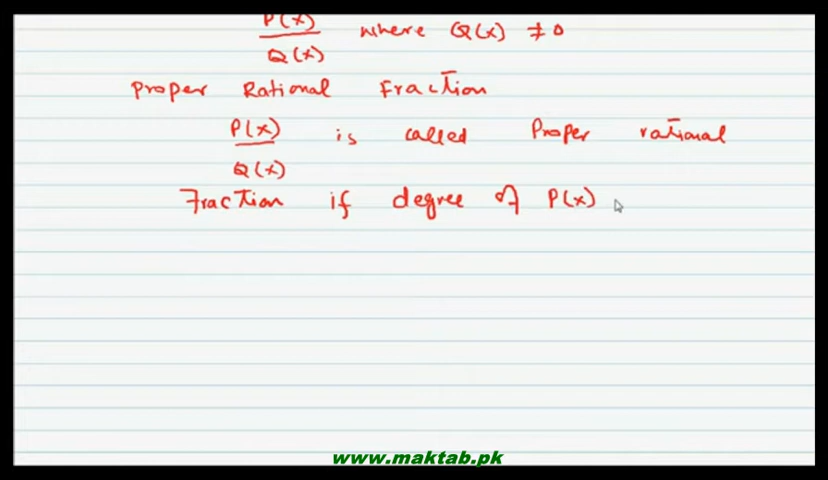 P(x)
Q(x) where Q(x) ≠ 0
Proper Rational Fraction
P(x)
Q(x) is called Proper rational
Fraction if degree of P(x)
www.maktab.pk